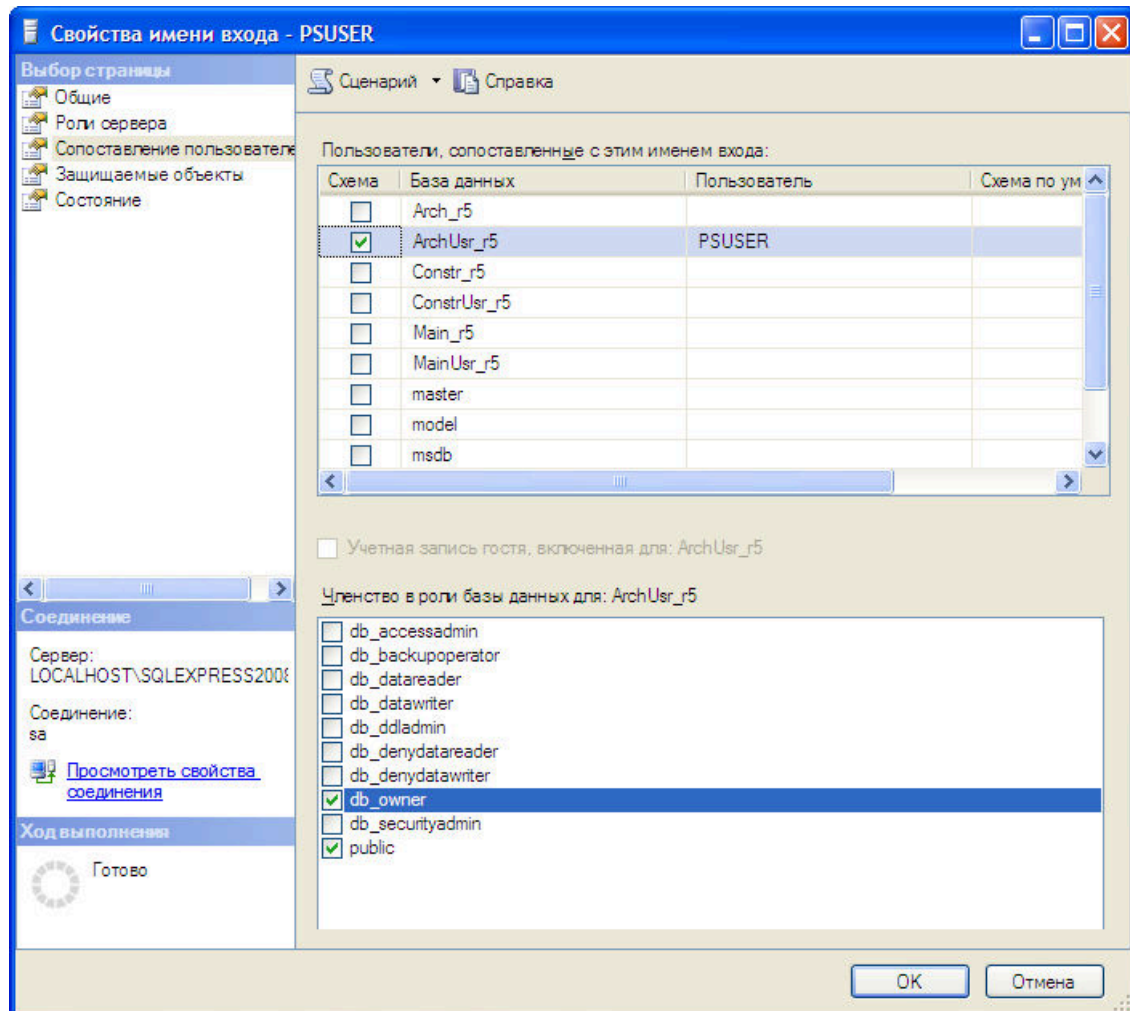 Свойства имени входа - PSUSER
Выбор страницы
Общие
Роли сервера
Сопоставление пользователе
Защищаемые объекты
Состояние
Сценарий
Справка
Пользователи, сопоставленные с этим именем входа:
Схема База данных Пользователь Схема по ум
Arch_r5
ArchUsr_r5 PSUSER
Constr_r5
ConstrUsr_r5
Main_r5
MainUsr_r5
master
model
msdb
Учетная запись гостя, включенная для: ArchUsr_r5
Членство в роли базы данных для: ArchUsr_r5
db_accessadmin
db_backupoperator
db_datareader
db_datawriter
db_ddladmin
db_denydatareader
db_denydatawriter
db_owner
db_securityadmin
public
Соединение
Сервер:
LOCALHOST\SQLEXPRESS2008
Соединение:
sa
Просмотреть свойства
соединения
Ход выполнения
Готово
OK
Отмена